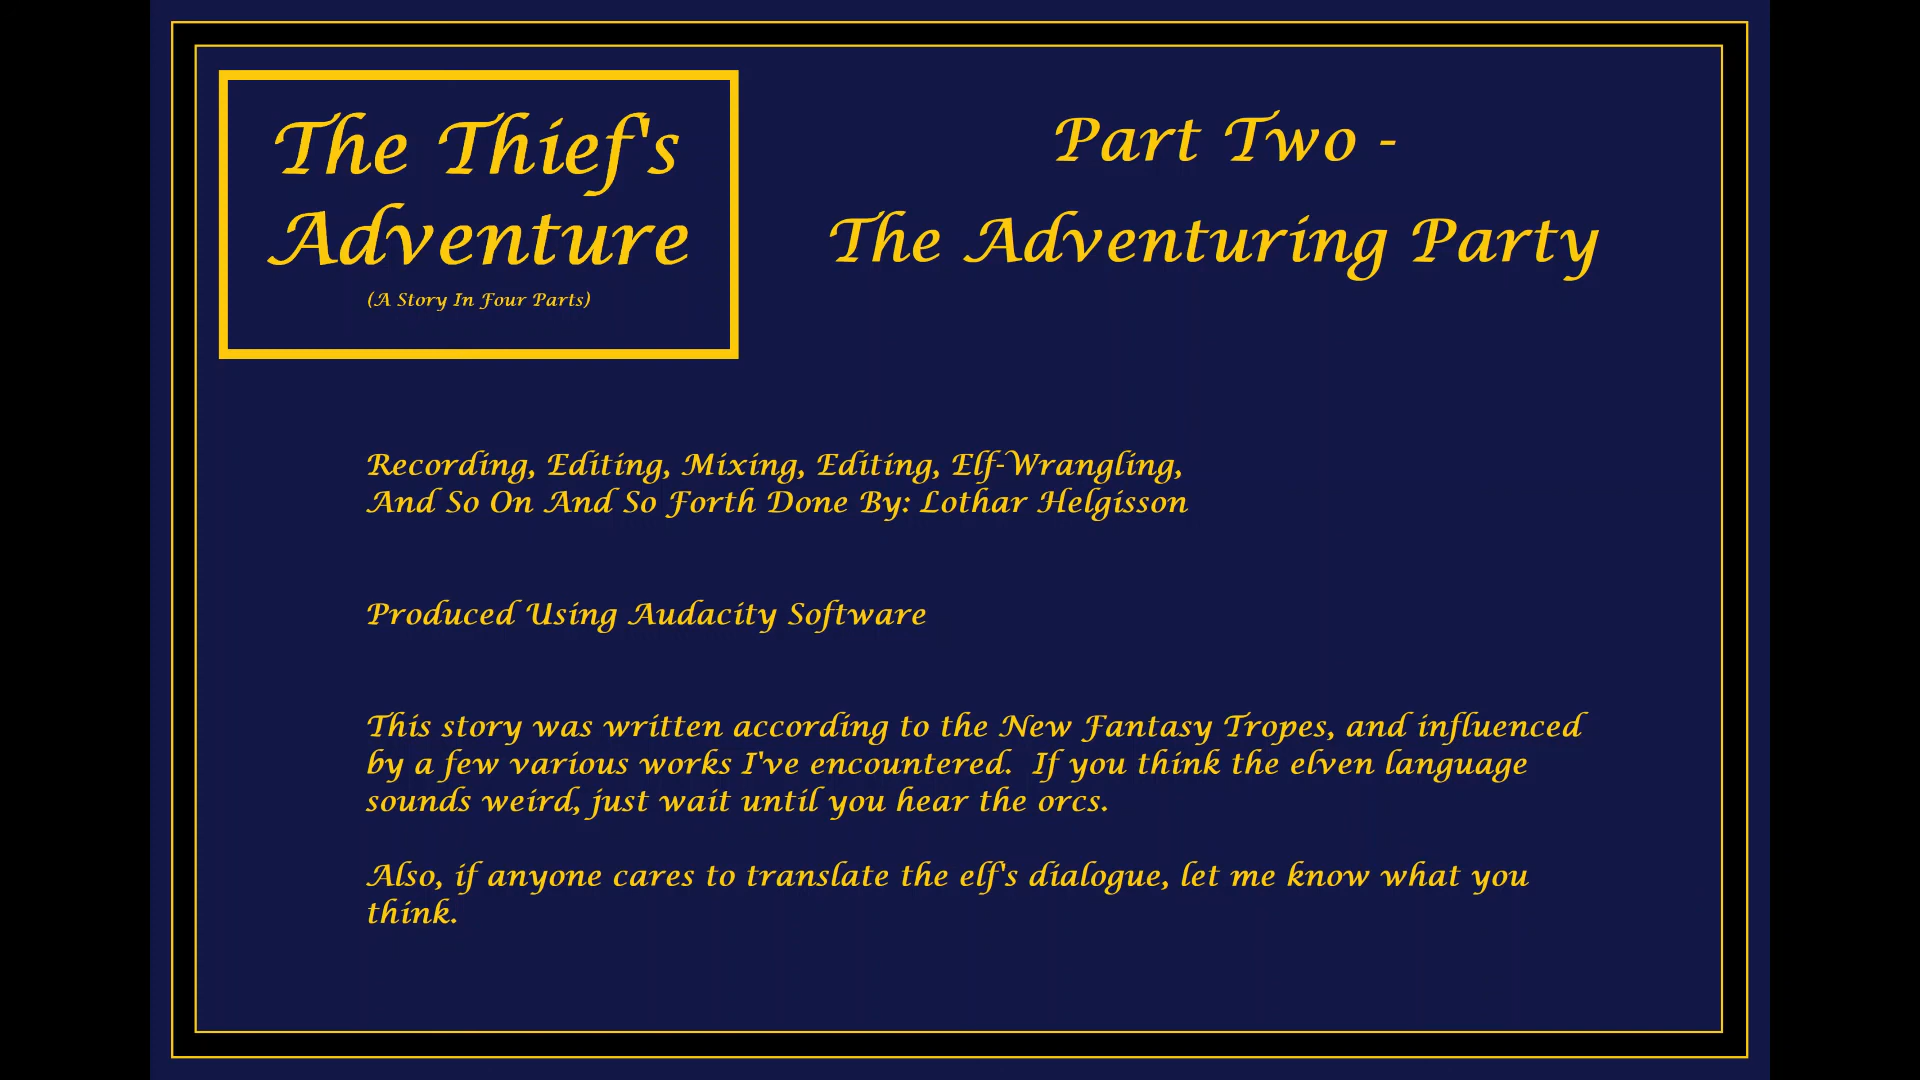 The Thief's
Adventure
(A Story In Four Parts)
Part Two -
The Adventuring Party
Recording, Editing, Mixing, Editing, Elf-Wrangling,
And So On And So Forth Done By: Lothar Helgisson
Produced Using Audacity Software
This story was written according to the New Fantasy Tropes, and influenced
by a few various works I've encountered.  If you think the elven language
sounds weird, just wait until you hear the orcs.
Also, if anyone cares to translate the elf's dialogue, let me know what you
think.